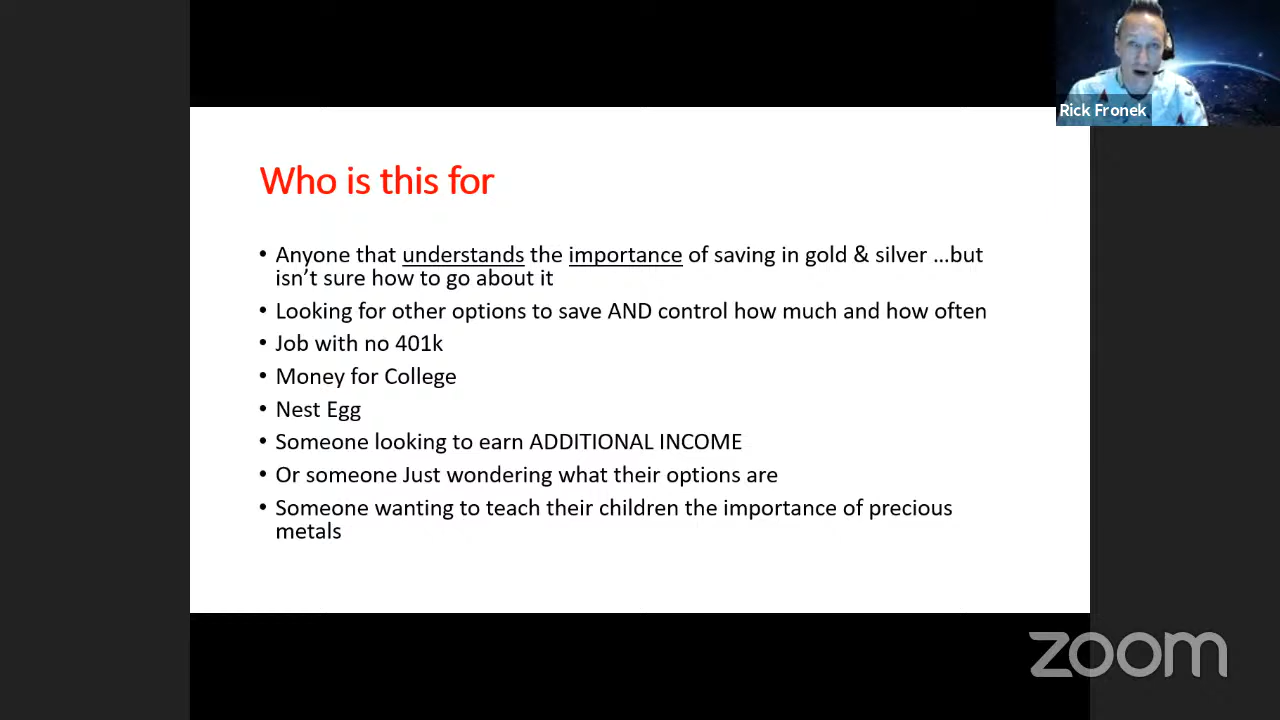 Rick Fronek
Who is this for
• Anyone that understands the importance of saving in gold & silver …but
isn’t sure how to go about it
• Looking for other options to save AND control how much and how often
• Job with no 401k
• Money for College
• Nest Egg
• Someone looking to earn ADDITIONAL INCOME
• Or someone Just wondering what their options are
• Someone wanting to teach their children the importance of precious
metals
zoom